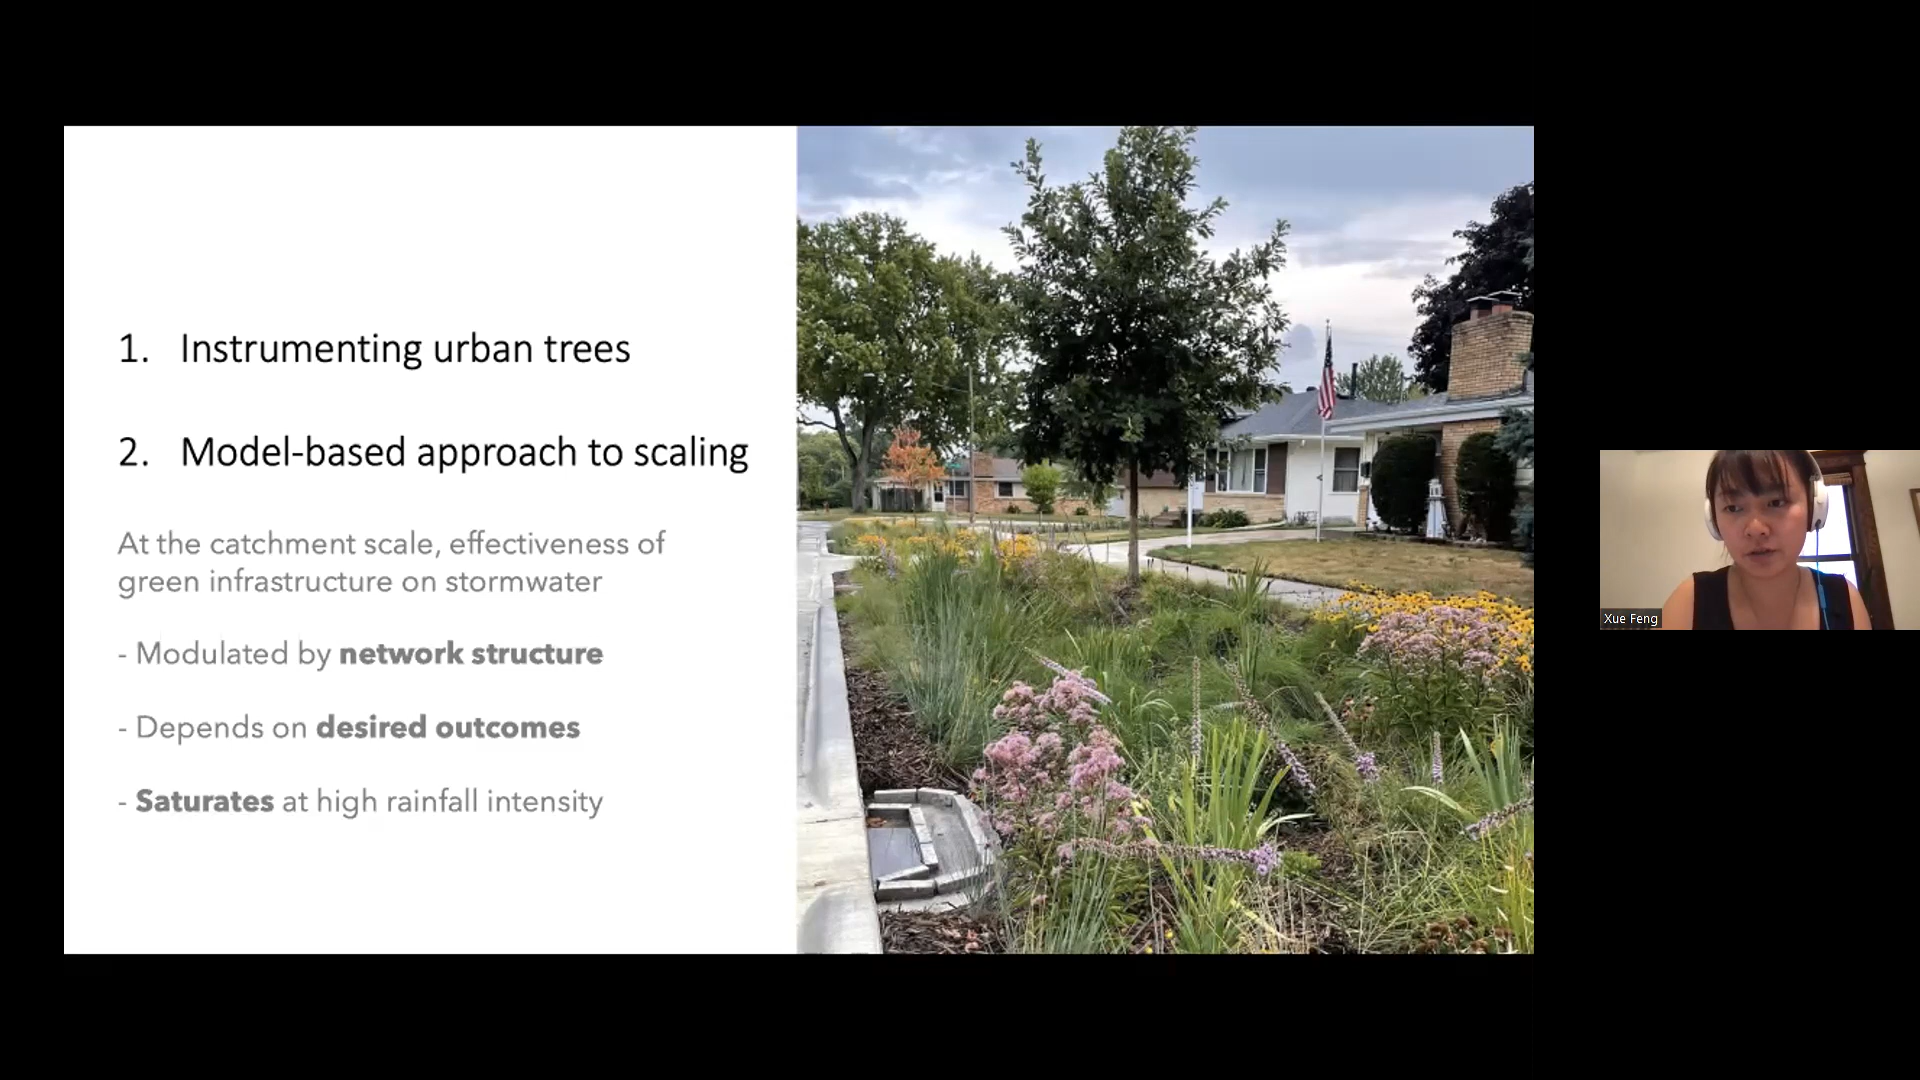 1. Instrumenting urban trees
2. Model-based approach to scaling
At the catchment scale, effectiveness of
green infrastructure on stormwater
- Modulated by network structure
- Depends on desired outcomes
- Saturates at high rainfall intensity
Xue Feng